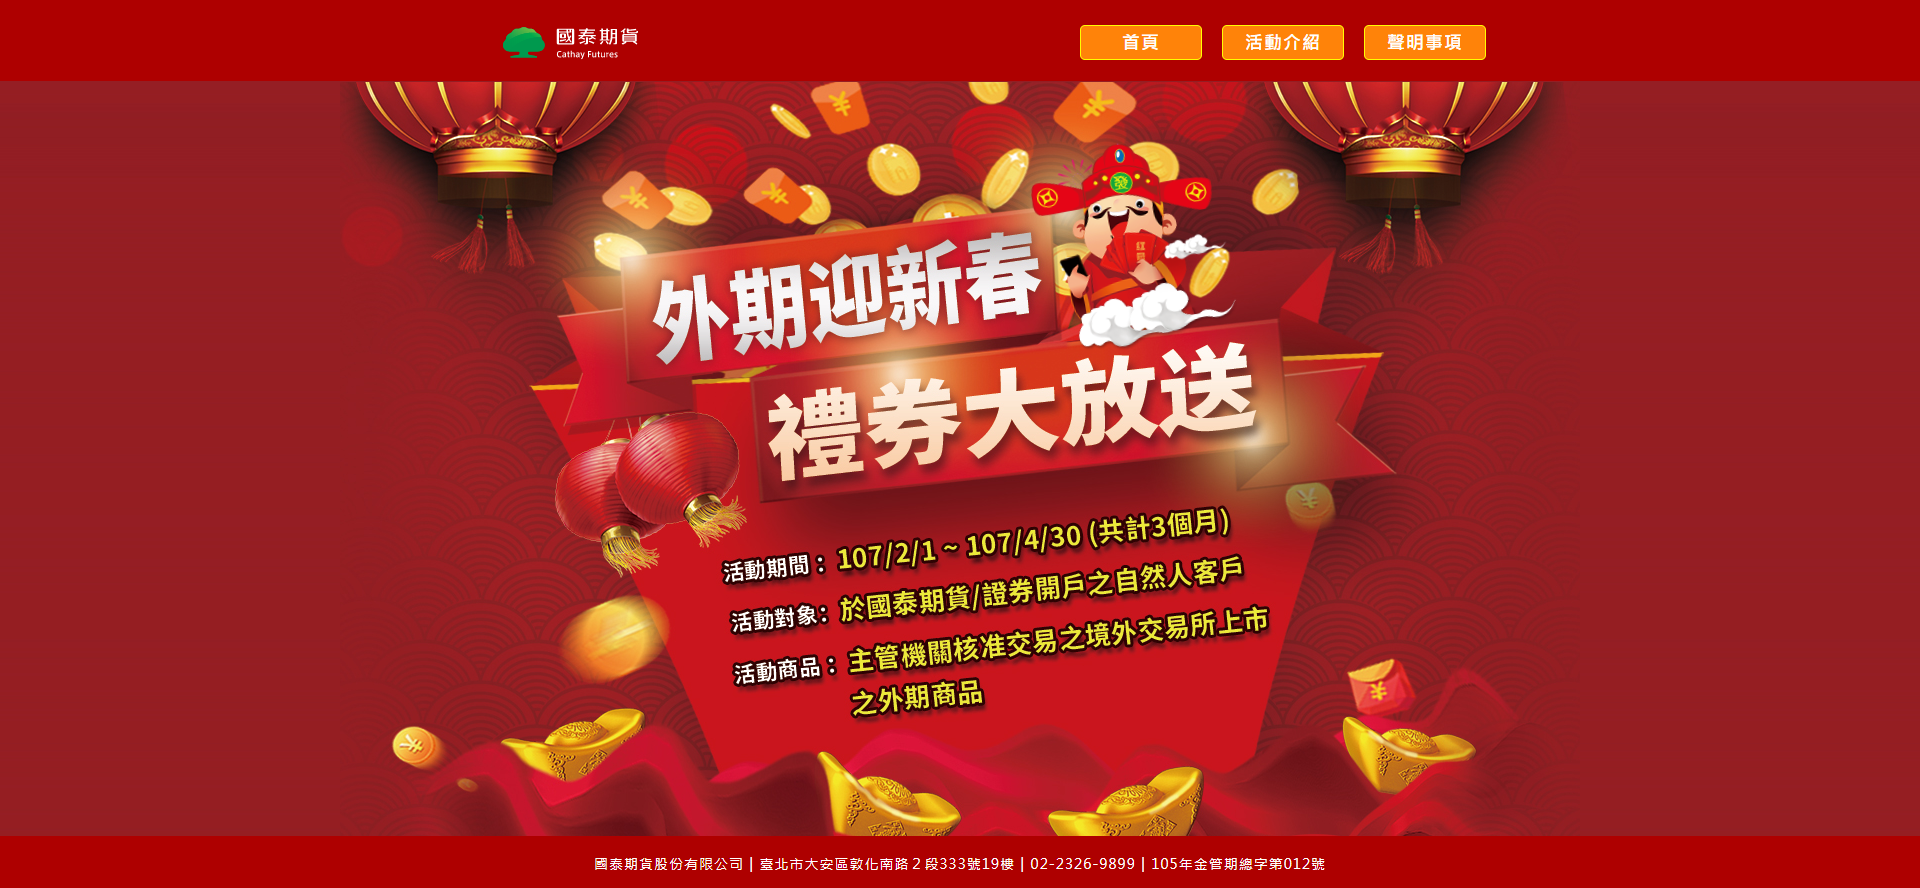 國泰期貨
Cathay Futures
首頁
活動介紹
聲明事項
發
紅
外期迎新春
禮券大放送
活動期間：107/2/1 ~ 107/4/30 (共計3個月)
活動對象：於國泰期貨/證券開戶之自然人客戶
活動商品：主管機關核准交易之境外交易所上市
之外期商品
國泰期貨股份有限公司 | 臺北市大安區敦化南路２段333號19樓 | 02-2326-9899 | 105年金管期總字第012號